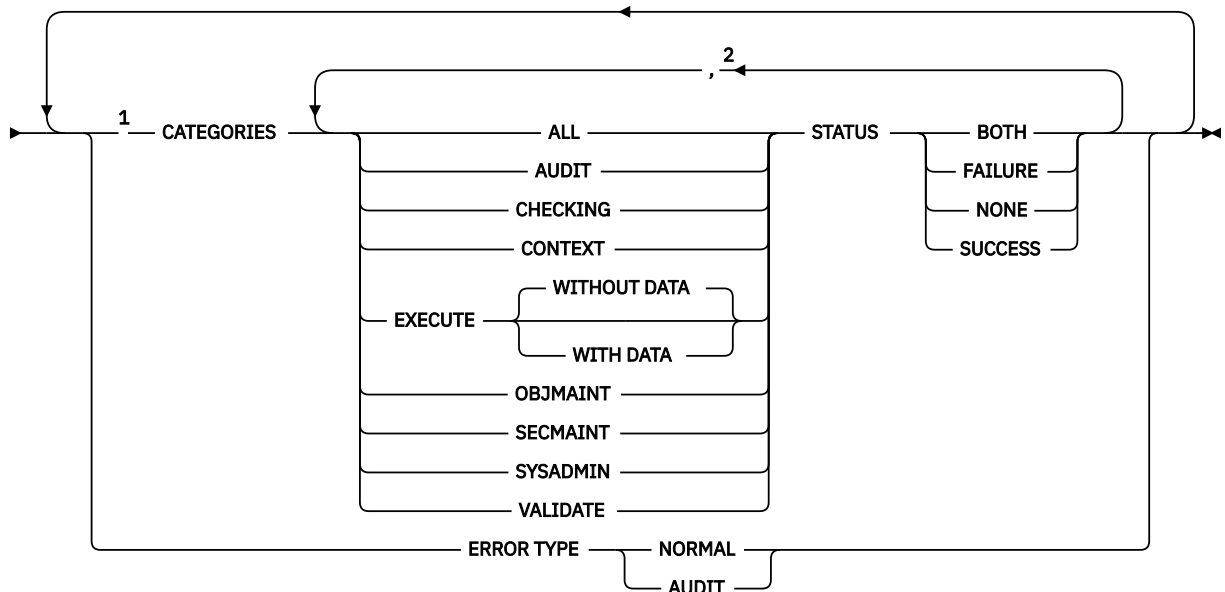 , 2
1 CATEGORIES ALL STATUS BOTH
AUDIT FAILURE
CHECKING NONE
CONTEXT SUCCESS
WITHOUT DATA
EXECUTE
WITH DATA
OBJMAINT
SECMAINT
SYSADMIN
VALIDATE
ERROR TYPE NORMAL
AUDIT